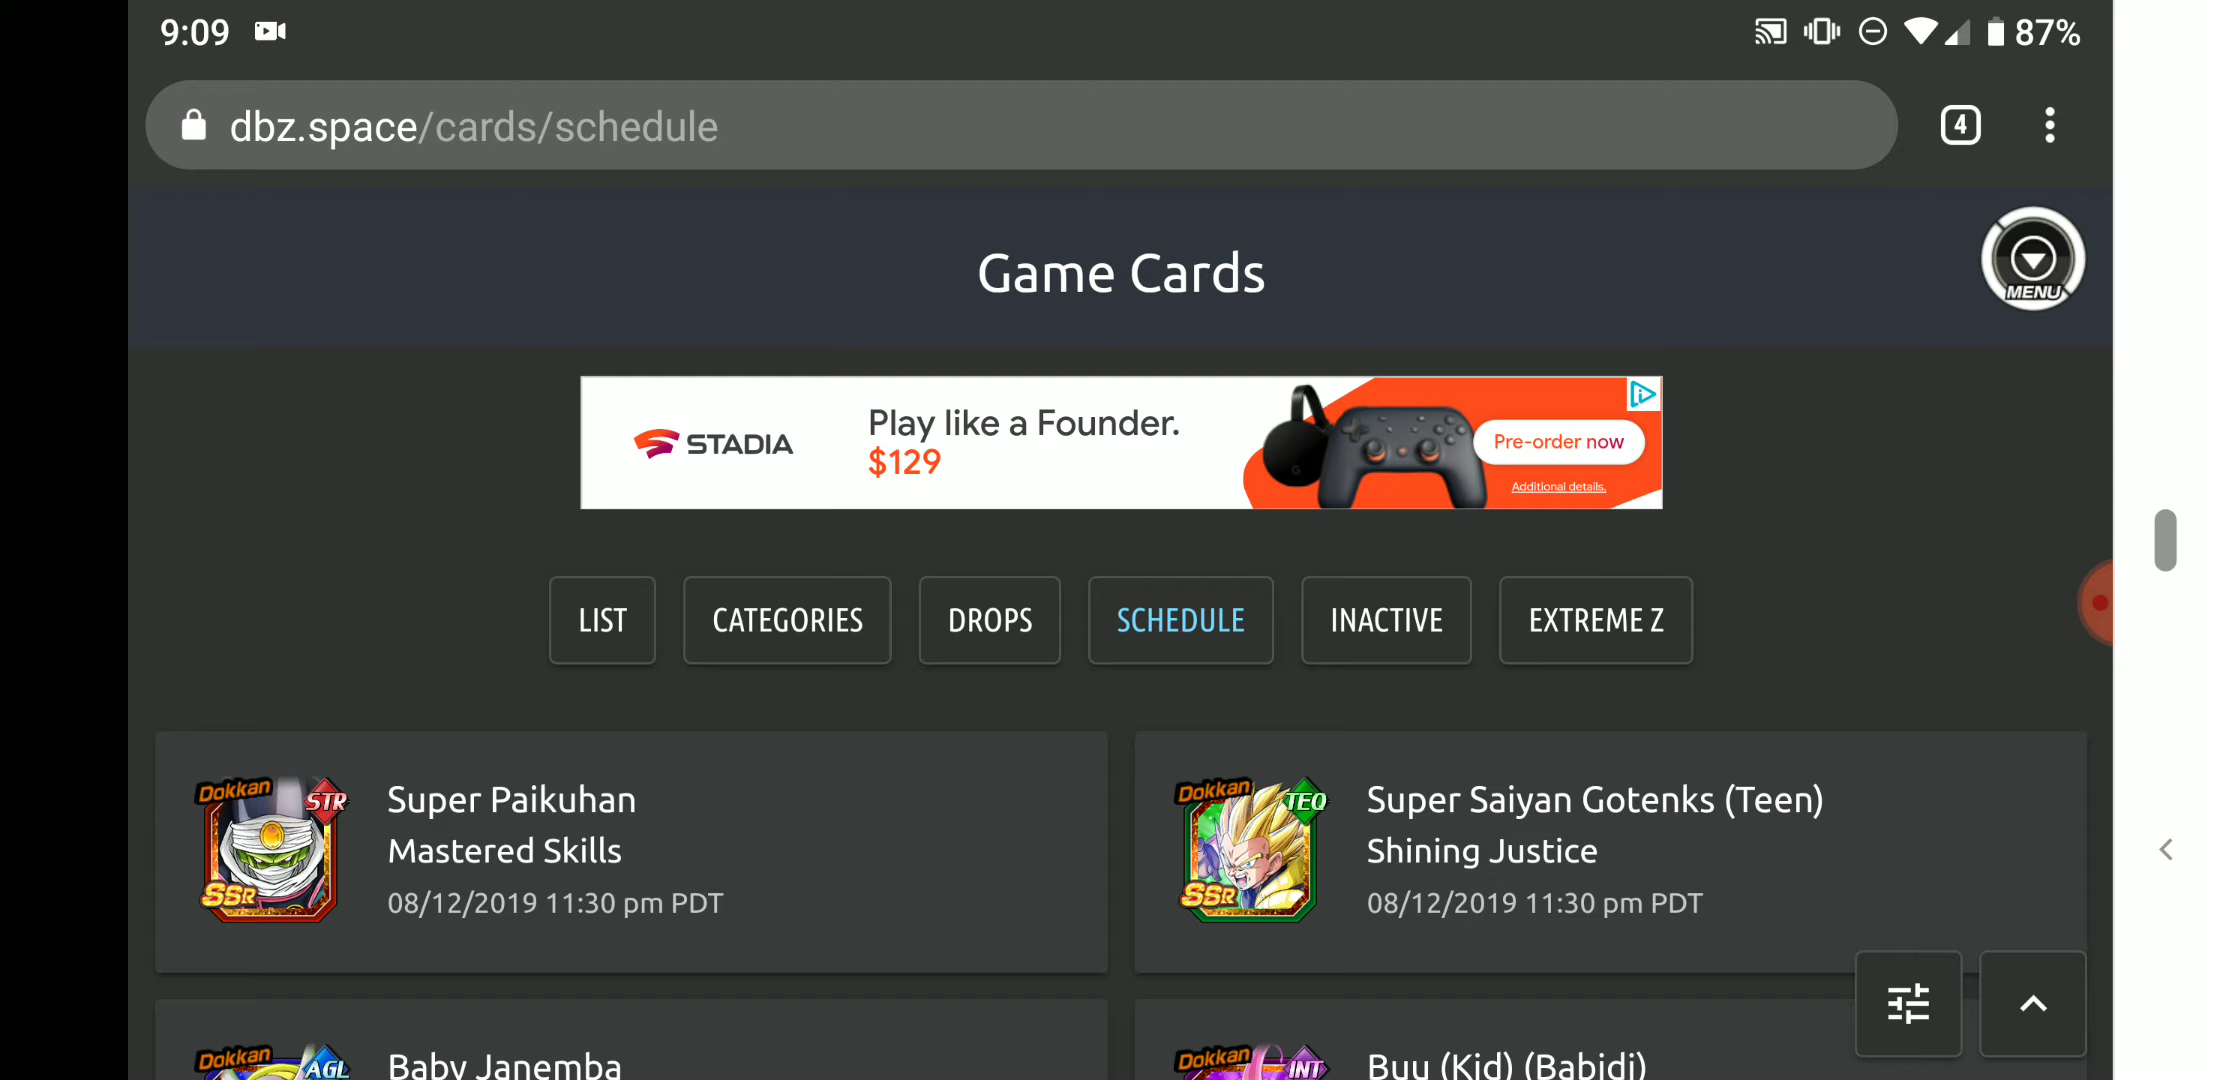 9:09
87%
dbz.space/cards/schedule
4
Game Cards
MENU
STADIA
Play like a Founder.
$129
Pre-order now
Additional details.
LIST
CATEGORIES
DROPS
SCHEDULE
INACTIVE
EXTREME Z
Dokkan
STR
SSR
Super Paikuhan
Mastered Skills
08/12/2019 11:30 pm PDT
Dokkan
TEQ
SSR
Super Saiyan Gotenks (Teen)
Shining Justice
08/12/2019 11:30 pm PDT
Dokkan
AGL
Baby Janemba
Dokkan
INT
Buu (Kid) (Babidi)